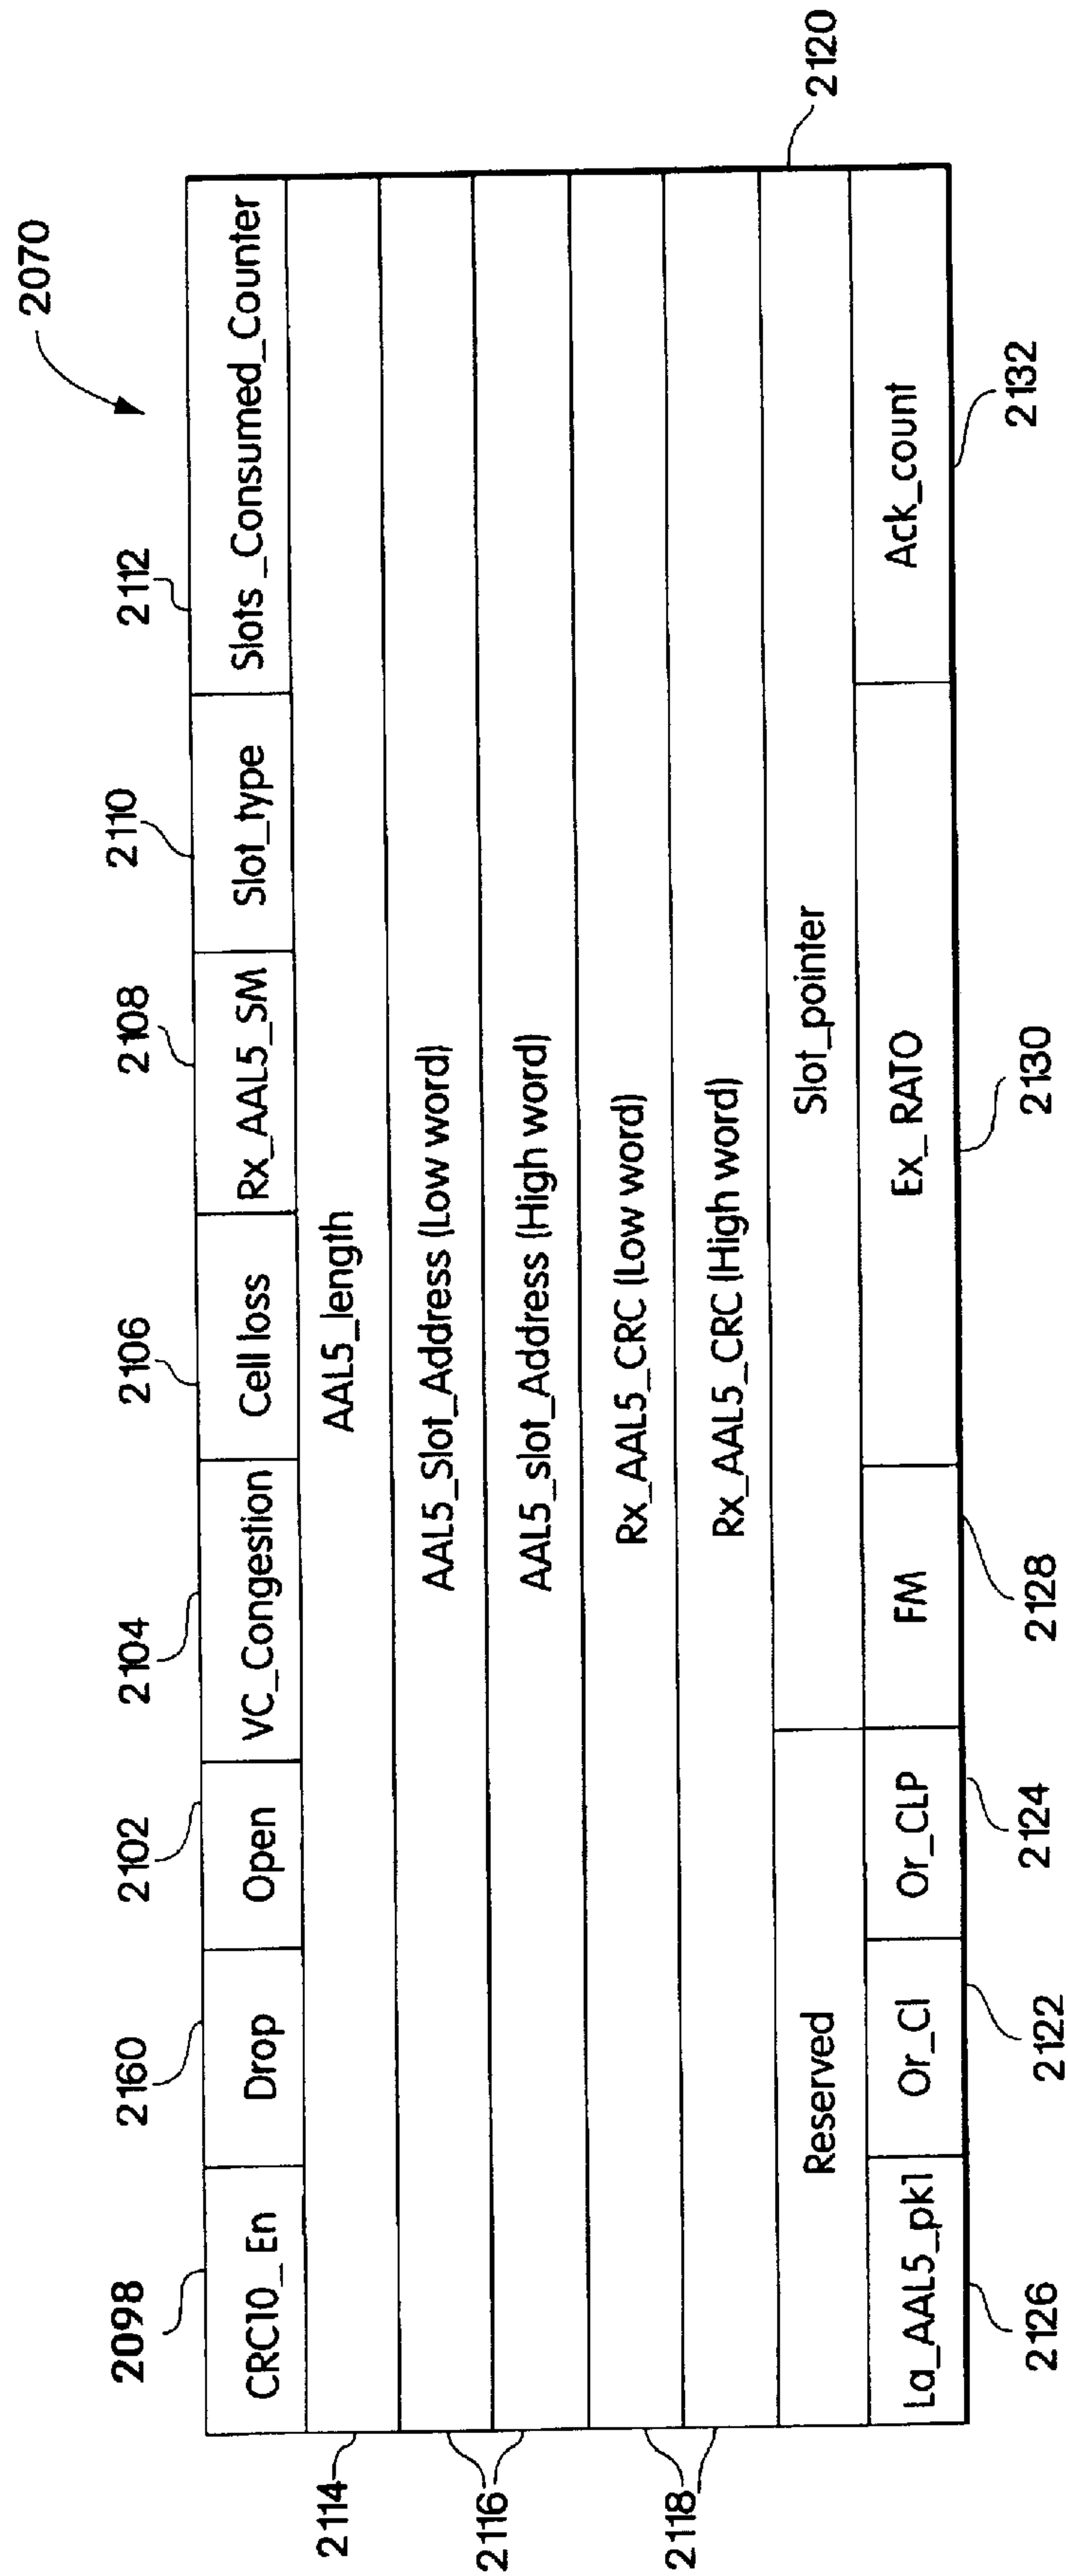 2070
2098
2160
2102
2104
2106
2108
2110
2112
CRC10_En
Drop
Open
VC_Congestion
Cell loss
Rx_AAL5_SM
Slot_type
Slots_Consumed_Counter
2114
AAL5_length
2116
AAL5_Slot_Address (Low word)
AAL5_slot_Address (High word)
2118
Rx_AAL5_CRC (Low word)
Rx_AAL5_CRC (High word)
Reserved
Slot_pointer
2120
La_AAL5_pk1
Or_CI
Or_CLP
FM
Ex_RATO
Ack_count
2126
2122
2124
2128
2130
2132